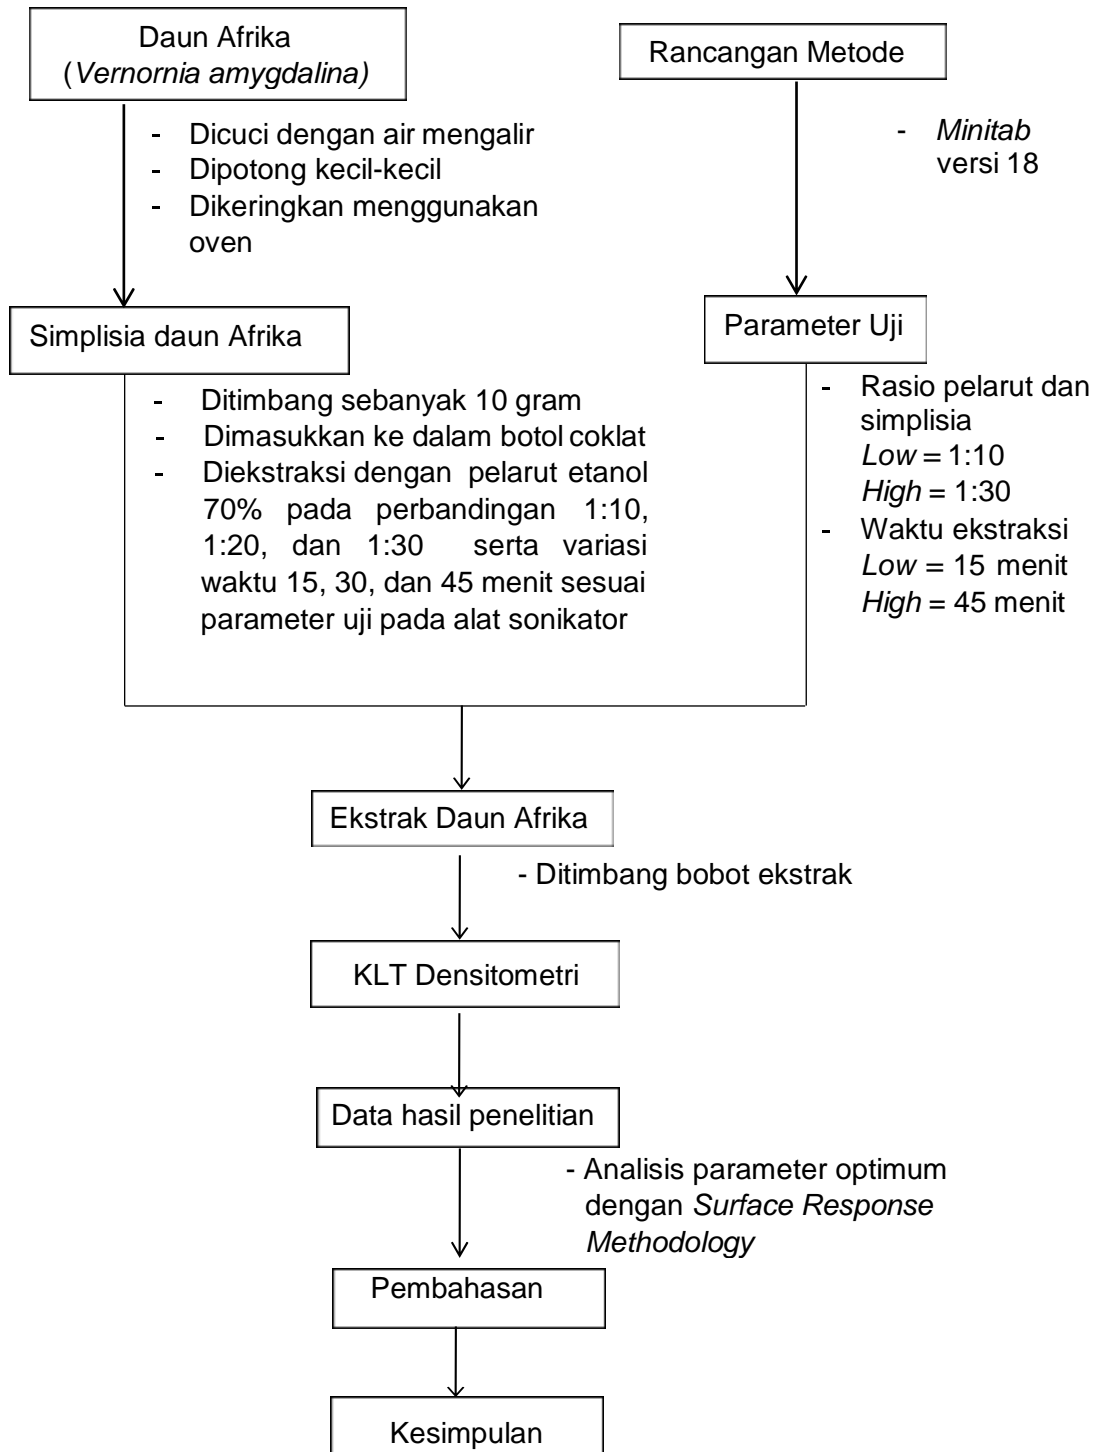 Daun Afrika
(Vernornia amygdalina)
Rancangan Metode
- Dicuci dengan air mengalir
- Dipotong kecil-kecil
- Dikeringkan menggunakan
oven
- Minitab
versi 18
Simplisia daun Afrika
Parameter Uji
- Ditimbang sebanyak 10 gram
- Dimasukkan ke dalam botol coklat
- Diekstraksi dengan pelarut etanol
70% pada perbandingan 1:10,
1:20, dan 1:30 serta variasi
waktu 15, 30, dan 45 menit sesuai
parameter uji pada alat sonikator
- Rasio pelarut dan
simplisia
Low = 1:10
High = 1:30
- Waktu ekstraksi
Low = 15 menit
High = 45 menit
Ekstrak Daun Afrika
- Ditimbang bobot ekstrak
KLT Densitometri
Data hasil penelitian
- Analisis parameter optimum
dengan Surface Response
Methodology
Pembahasan
Kesimpulan